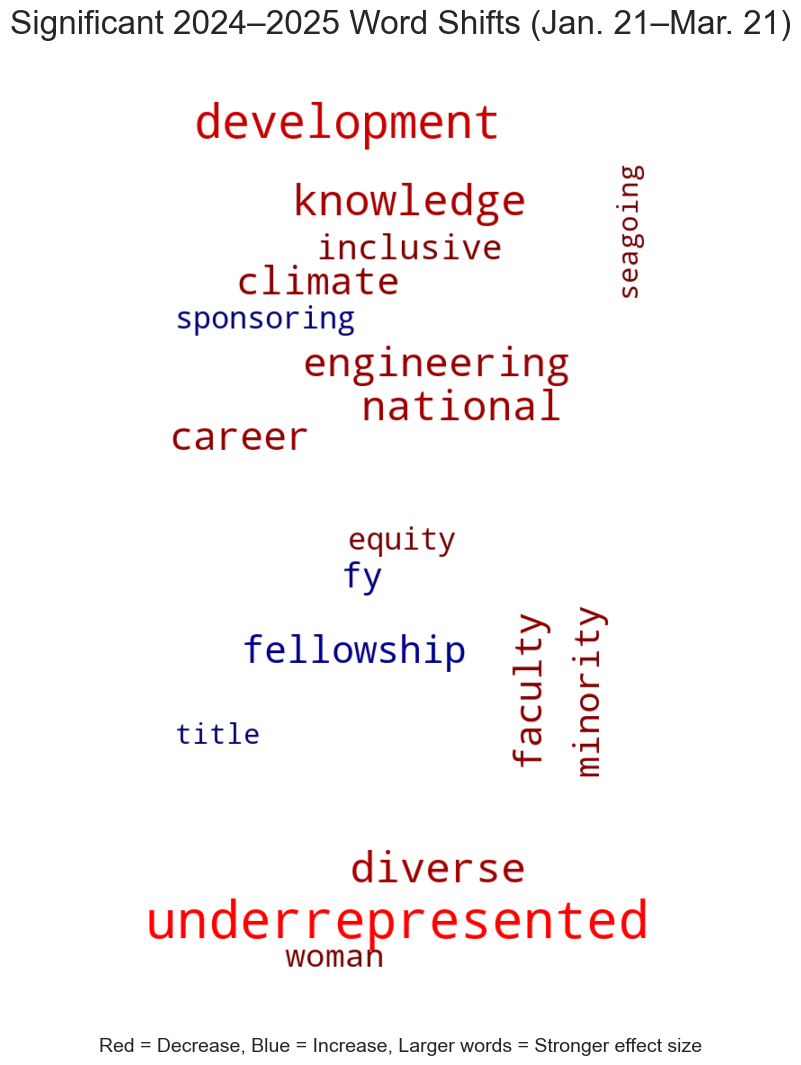 Significant 2024–2025 Word Shifts (Jan. 21–Mar. 21)
development
seagoing
knowledge
inclusive
climate
sponsoring
engineering
national
career
equity
fy
faculty
minority
fellowship
title
diverse
underrepresented
woman
Red = Decrease, Blue = Increase, Larger words = Stronger effect size